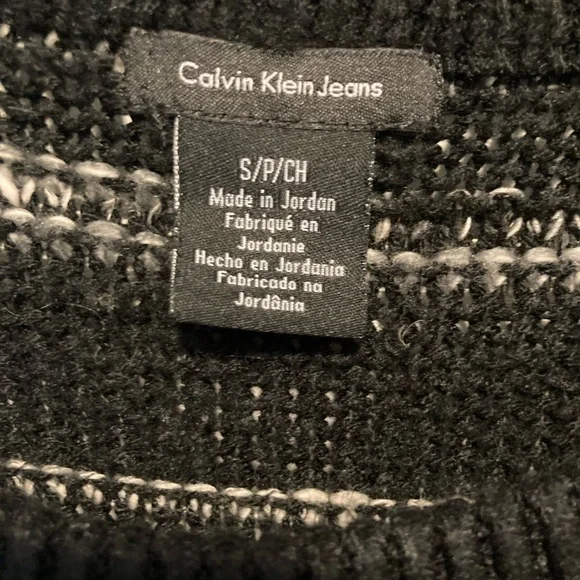 Calvin Klein Jeans
S/P/CH
Made in Jordan
Fabriqué en
Jordanie
Hecho en Jordania
Fabricado na
Jordânia